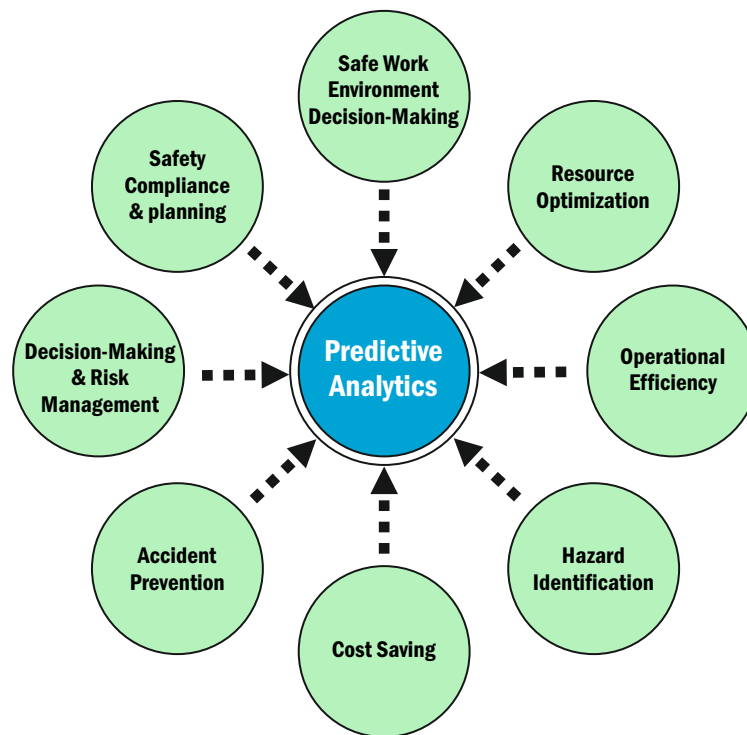 Safe Work
Environment
Decision-Making
Safety
Compliance
& planning
Resource
Optimization
Decision-Making
& Risk
Management
Predictive
Analytics
Operational
Efficiency
Accident
Prevention
Hazard
Identification
Cost Saving